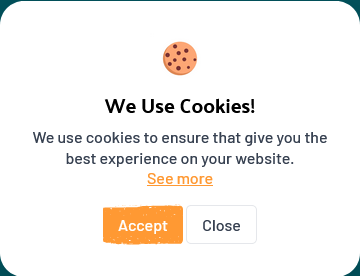 We Use Cookies!
We use cookies to ensure that give you the
best experience on your website.
See more
Accept Close